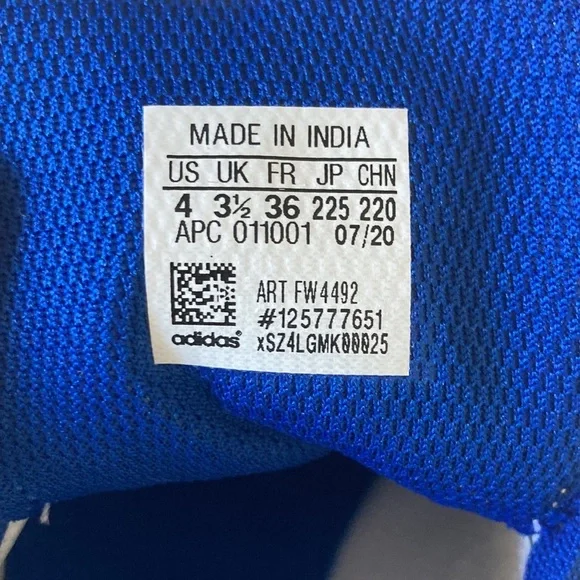 MADE IN INDIA
US UK FR JP CHN
4 3½ 36 225 220
APC 011001 07/20
ART FW4492
#125777651
adidas® xSZ4LGMK00025